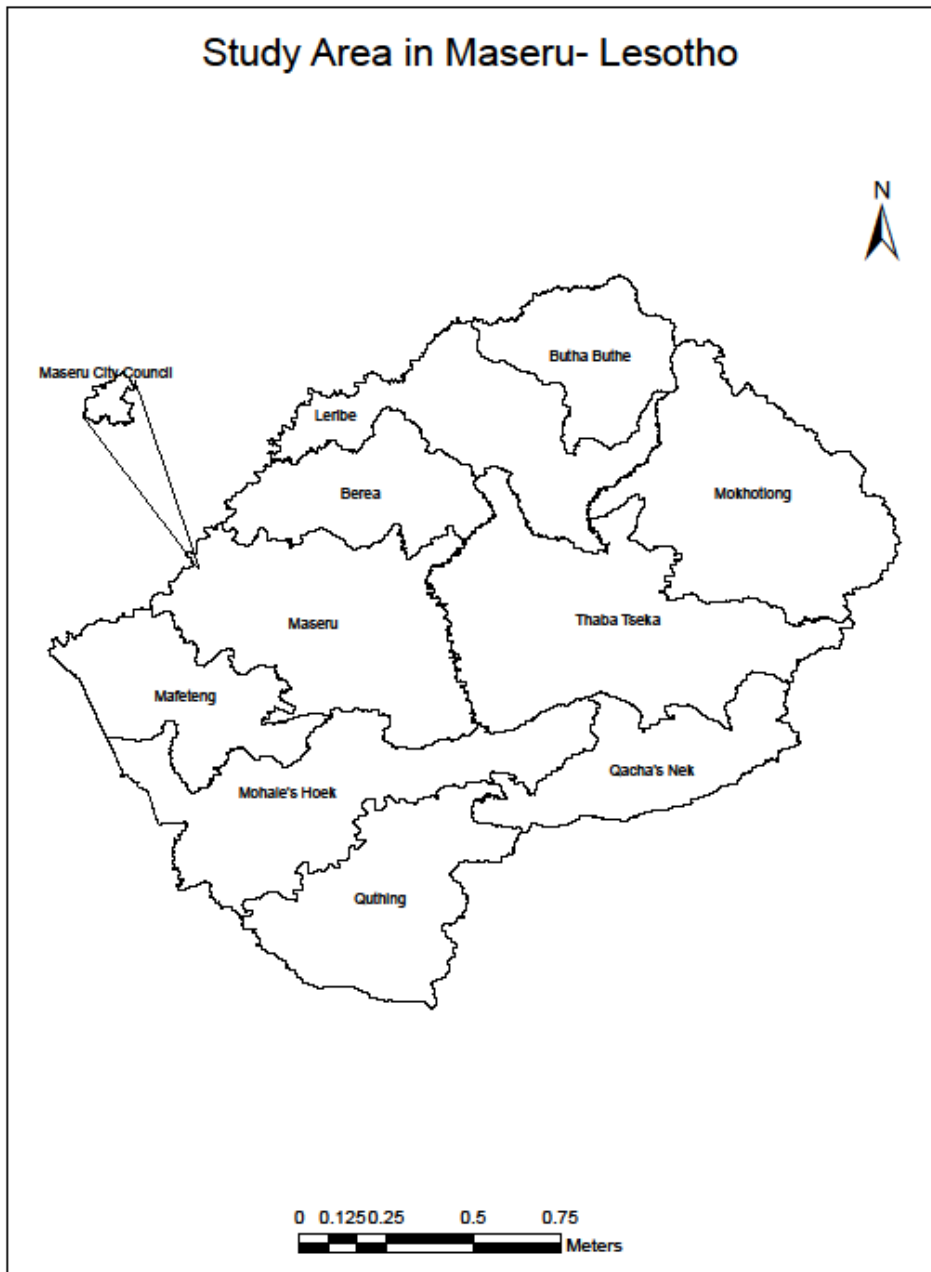 Study Area in Maseru- Lesotho
N
Butha Buthe
Maseru City Council
Leribe
Berea
Mokhotlong
Thaba Tseka
Maseru
Mafeteng
Qacha's Nek
Mohale's Hoek
Quthing
0 0.125 0.25 0.5 0.75
Meters